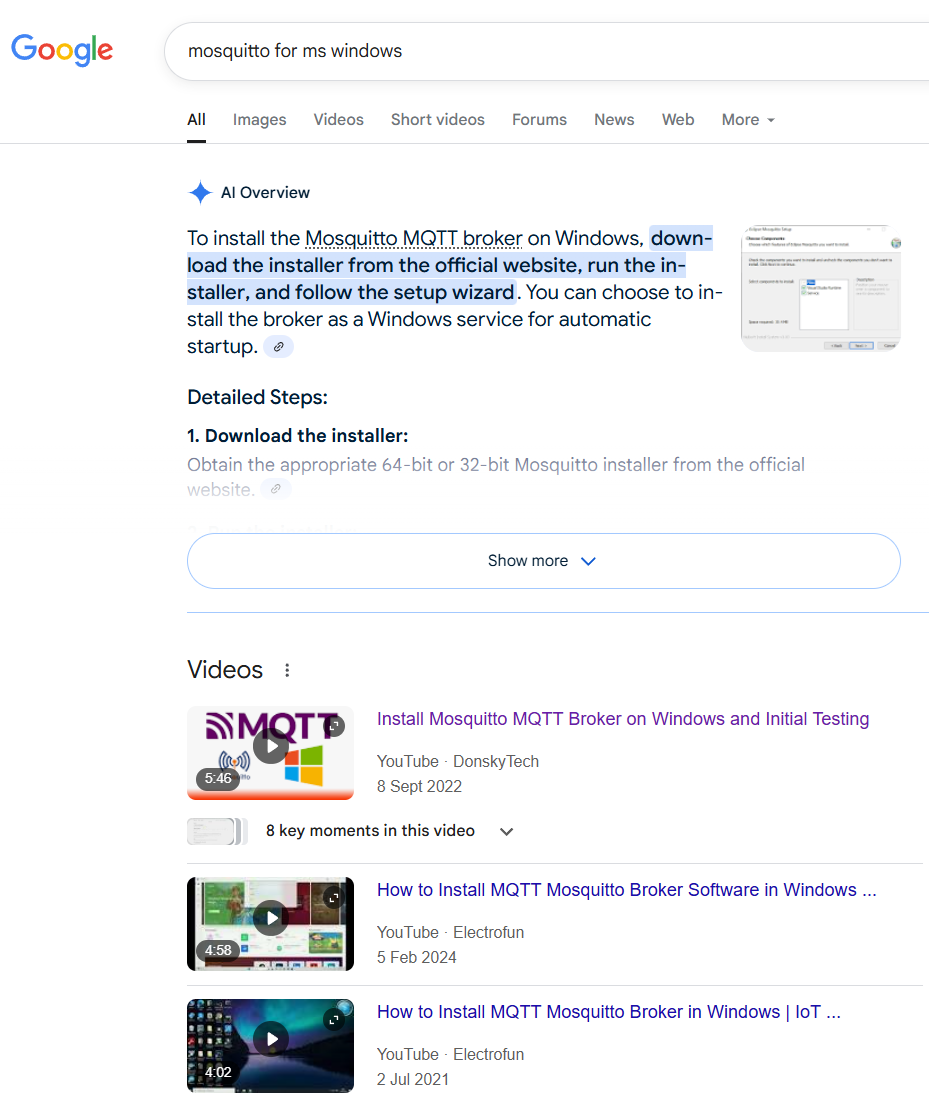 Google
mosquitto for ms windows
All
Images
Videos
Short videos
Forums
News
Web
More
AI Overview
To install the Mosquitto MQTT broker on Windows, down-
load the installer from the official website, run the in-
staller, and follow the setup wizard. You can choose to in-
stall the broker as a Windows service for automatic
startup.
Detailed Steps:
1. Download the installer:
Obtain the appropriate 64-bit or 32-bit Mosquitto installer from the official
website.
Show more
Videos
MQTT
5:46
Install Mosquitto MQTT Broker on Windows and Initial Testing
YouTube · DonskyTech
8 Sept 2022
8 key moments in this video
4:58
How to Install MQTT Mosquitto Broker Software in Windows ...
YouTube · Electrofun
5 Feb 2024
4:02
How to Install MQTT Mosquitto Broker in Windows | IoT ...
YouTube · Electrofun
2 Jul 2021